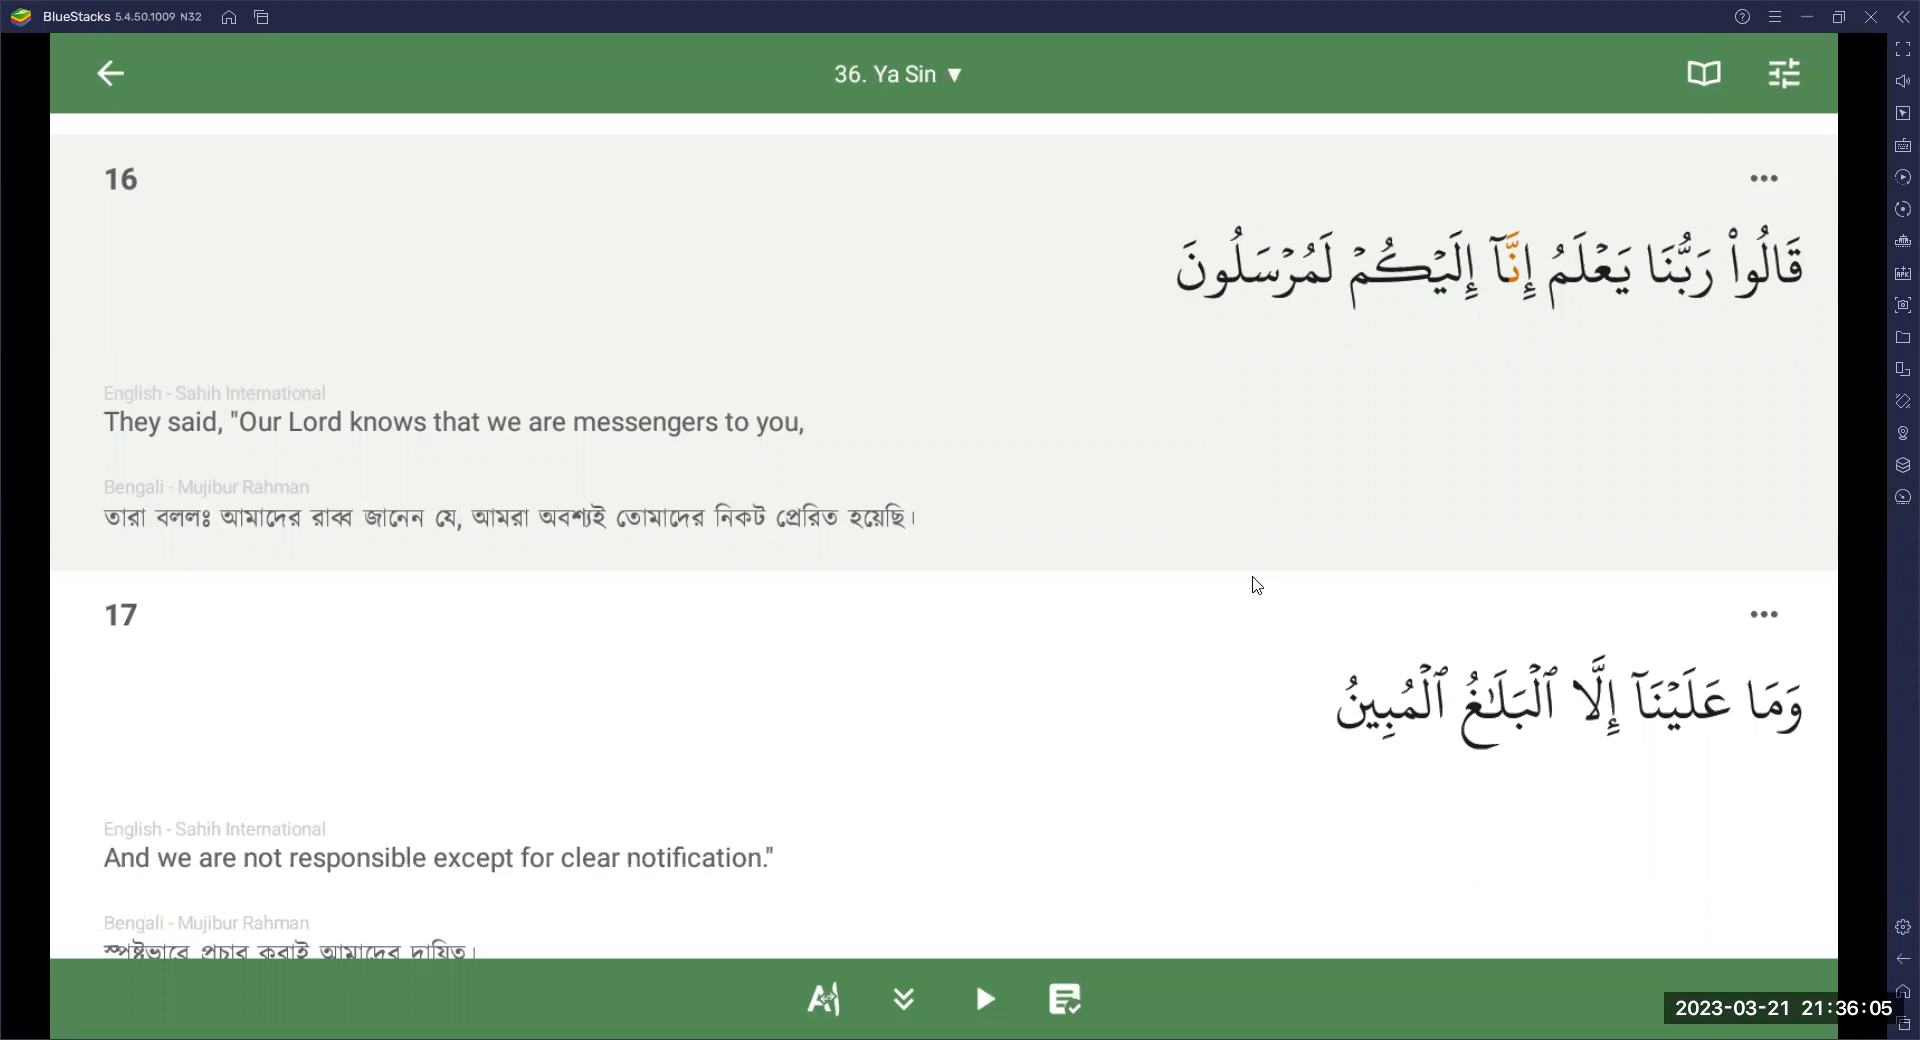 BlueStacks 5.4.50.1009 N32
36. Ya Sin ▼
16
قَالُوا۟ رَبُّنَا يَعْلَمُ إِنَّآ إِلَيْكُمْ لَمُرْسَلُونَ
English - Sahih International
They said, "Our Lord knows that we are messengers to you,
Bengali - Mujibur Rahman
তারা বললঃ আমাদের রাব্ব জানেন যে, আমরা অবশ্যই তোমাদের নিকট প্রেরিত হয়েছি।
17
وَمَا عَلَيْنَآ إِلَّا ٱلْبَلَـٰغُ ٱلْمُبِينُ
English - Sahih International
And we are not responsible except for clear notification."
Bengali - Mujibur Rahman
স্পষ্টভাবে প্রচার করাই আমাদের দায়িত্ব।
2023-03-21 21:36:05